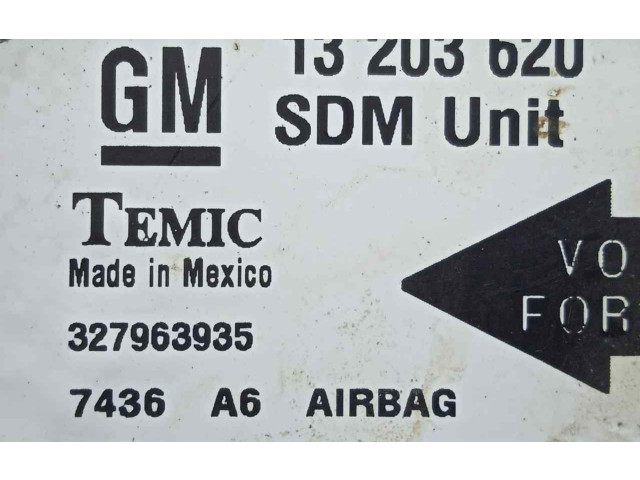 13 203 620
GM
SDM Unit
TEMIC
Made in Mexico
VO
FOR
327963935
7436 A6 AIRBAG